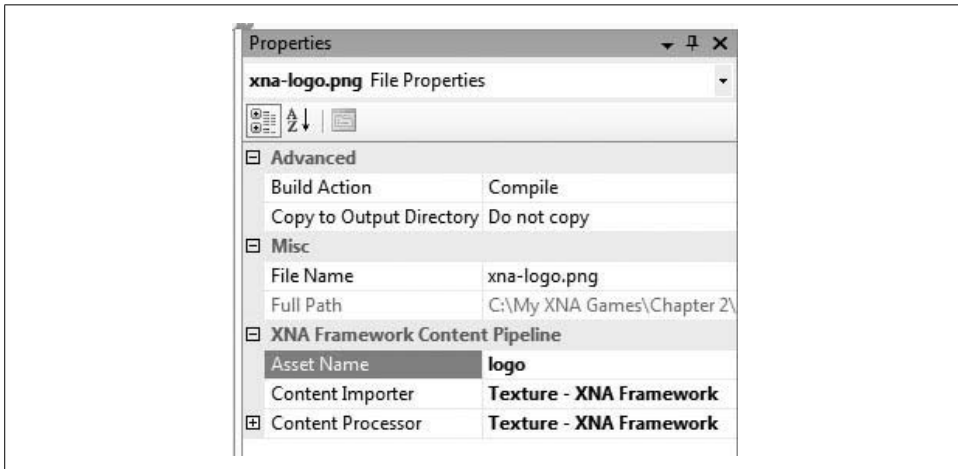 Properties
xna-logo.png File Properties
Advanced
Build Action Compile
Copy to Output Directory Do not copy
Misc
File Name xna-logo.png
Full Path C:\My XNA Games\Chapter 2\
XNA Framework Content Pipeline
Asset Name logo
Content Importer Texture - XNA Framework
Content Processor Texture - XNA Framework